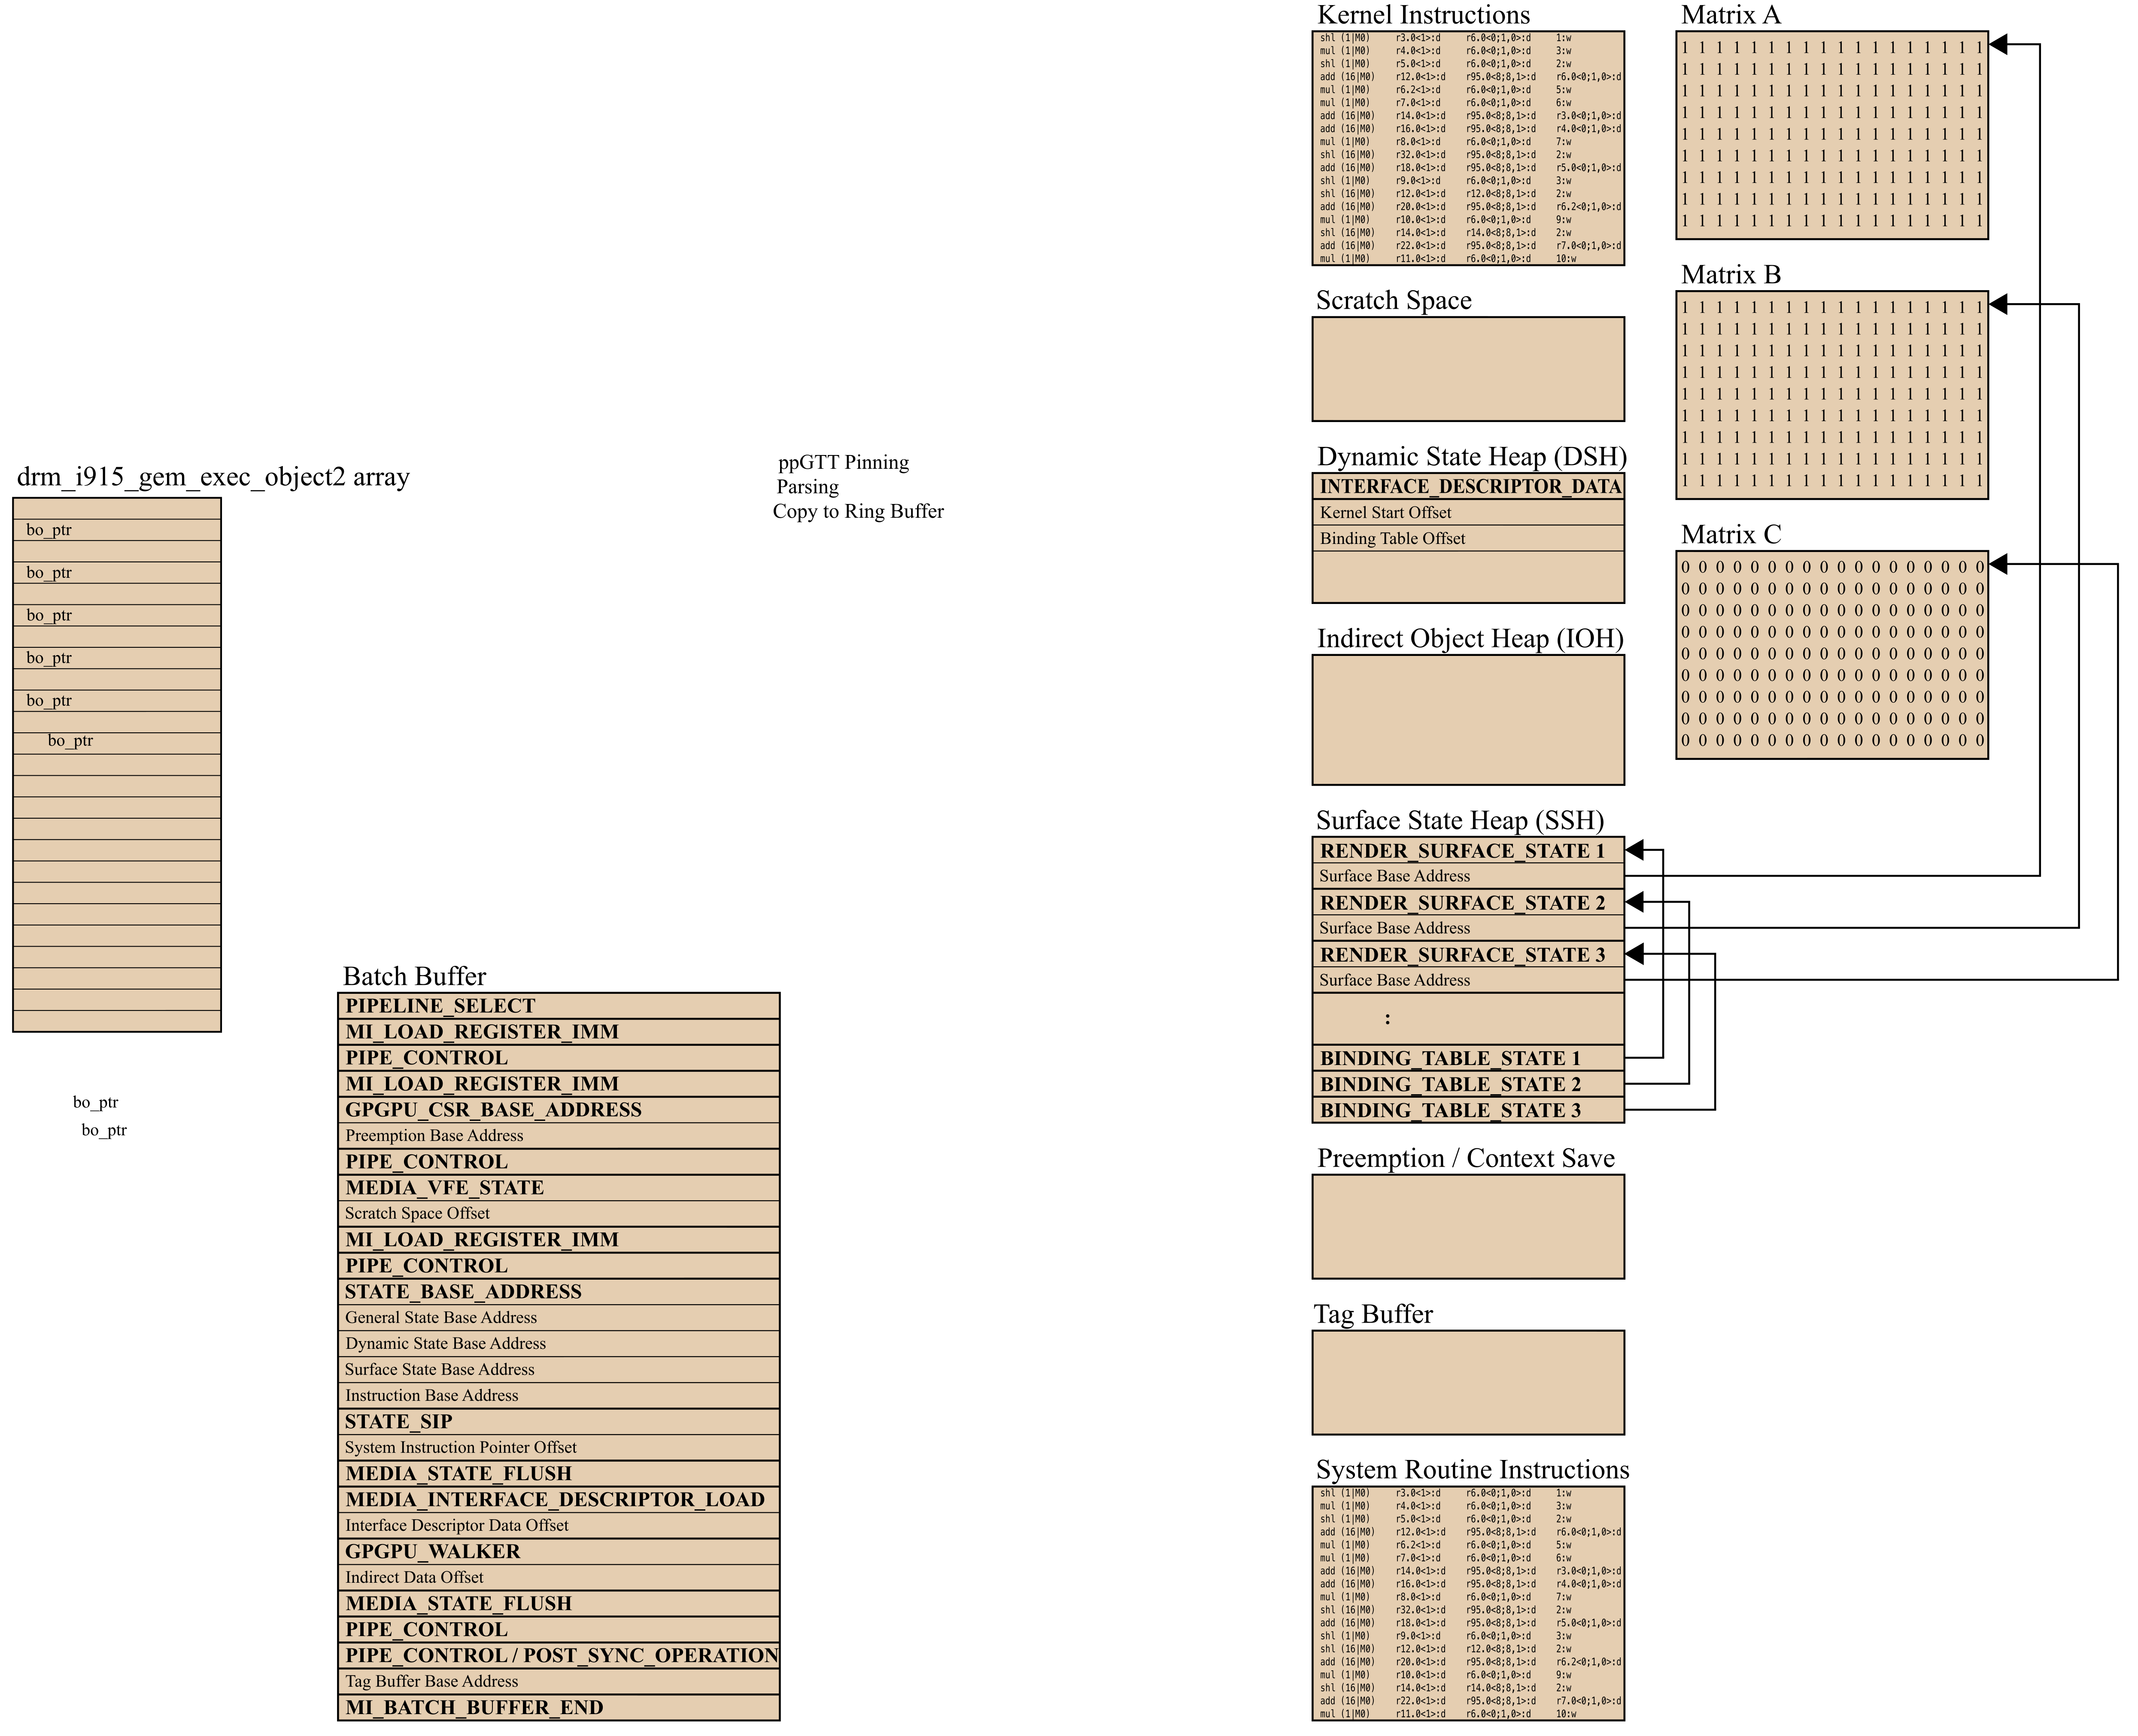 drm_i915_gem_exec_object2 array
bo_ptr
bo_ptr
bo_ptr
bo_ptr
bo_ptr
bo_ptr
bo_ptr
bo_ptr
ppGTT Pinning
Parsing
Copy to Ring Buffer
Batch Buffer
PIPELINE_SELECT
MI_LOAD_REGISTER_IMM
PIPE_CONTROL
MI_LOAD_REGISTER_IMM
GPGPU_CSR_BASE_ADDRESS
Preemption Base Address
PIPE_CONTROL
MEDIA_VFE_STATE
Scratch Space Offset
MI_LOAD_REGISTER_IMM
PIPE_CONTROL
STATE_BASE_ADDRESS
General State Base Address
Dynamic State Base Address
Surface State Base Address
Instruction Base Address
STATE_SIP
System Instruction Pointer Offset
MEDIA_STATE_FLUSH
MEDIA_INTERFACE_DESCRIPTOR_LOAD
Interface Descriptor Data Offset
GPGPU_WALKER
Indirect Data Offset
MEDIA_STATE_FLUSH
PIPE_CONTROL
PIPE_CONTROL / POST_SYNC_OPERATION
Tag Buffer Base Address
MI_BATCH_BUFFER_END
Kernel Instructions
shl (1|M0) r3.0<1>:d r6.0<0;1,0>:d 1:w
mul (1|M0) r4.0<1>:d r6.0<0;1,0>:d 3:w
shl (1|M0) r5.0<1>:d r6.0<0;1,0>:d 2:w
add (16|M0) r12.0<1>:d r95.0<8;8,1>:d r6.0<0;1,0>:d
mul (1|M0) r6.2<1>:d r6.0<0;1,0>:d 5:w
mul (1|M0) r7.0<1>:d r6.0<0;1,0>:d 6:w
add (16|M0) r14.0<1>:d r95.0<8;8,1>:d r3.0<0;1,0>:d
add (16|M0) r16.0<1>:d r95.0<8;8,1>:d r4.0<0;1,0>:d
mul (1|M0) r8.0<1>:d r6.0<0;1,0>:d 7:w
shl (16|M0) r32.0<1>:d r95.0<8;8,1>:d 2:w
add (16|M0) r18.0<1>:d r95.0<8;8,1>:d r5.0<0;1,0>:d
shl (1|M0) r9.0<1>:d r6.0<0;1,0>:d 3:w
shl (16|M0) r12.0<1>:d r12.0<8;8,1>:d 2:w
add (16|M0) r20.0<1>:d r95.0<8;8,1>:d r6.2<0;1,0>:d
mul (1|M0) r10.0<1>:d r6.0<0;1,0>:d 9:w
shl (16|M0) r14.0<1>:d r14.0<8;8,1>:d 2:w
add (16|M0) r22.0<1>:d r95.0<8;8,1>:d r7.0<0;1,0>:d
mul (1|M0) r11.0<1>:d r6.0<0;1,0>:d 10:w
Scratch Space
Dynamic State Heap (DSH)
INTERFACE_DESCRIPTOR_DATA
Kernel Start Offset
Binding Table Offset
Indirect Object Heap (IOH)
Surface State Heap (SSH)
RENDER_SURFACE_STATE 1
Surface Base Address
RENDER_SURFACE_STATE 2
Surface Base Address
RENDER_SURFACE_STATE 3
Surface Base Address
:
BINDING_TABLE_STATE 1
BINDING_TABLE_STATE 2
BINDING_TABLE_STATE 3
Preemption / Context Save
Tag Buffer
System Routine Instructions
shl (1|M0) r3.0<1>:d r6.0<0;1,0>:d 1:w
mul (1|M0) r4.0<1>:d r6.0<0;1,0>:d 3:w
shl (1|M0) r5.0<1>:d r6.0<0;1,0>:d 2:w
add (16|M0) r12.0<1>:d r95.0<8;8,1>:d r6.0<0;1,0>:d
mul (1|M0) r6.2<1>:d r6.0<0;1,0>:d 5:w
mul (1|M0) r7.0<1>:d r6.0<0;1,0>:d 6:w
add (16|M0) r14.0<1>:d r95.0<8;8,1>:d r3.0<0;1,0>:d
add (16|M0) r16.0<1>:d r95.0<8;8,1>:d r4.0<0;1,0>:d
mul (1|M0) r8.0<1>:d r6.0<0;1,0>:d 7:w
shl (16|M0) r32.0<1>:d r95.0<8;8,1>:d 2:w
add (16|M0) r18.0<1>:d r95.0<8;8,1>:d r5.0<0;1,0>:d
shl (1|M0) r9.0<1>:d r6.0<0;1,0>:d 3:w
shl (16|M0) r12.0<1>:d r12.0<8;8,1>:d 2:w
add (16|M0) r20.0<1>:d r95.0<8;8,1>:d r6.2<0;1,0>:d
mul (1|M0) r10.0<1>:d r6.0<0;1,0>:d 9:w
shl (16|M0) r14.0<1>:d r14.0<8;8,1>:d 2:w
add (16|M0) r22.0<1>:d r95.0<8;8,1>:d r7.0<0;1,0>:d
mul (1|M0) r11.0<1>:d r6.0<0;1,0>:d 10:w
Matrix A
1 1 1 1 1 1 1 1 1 1 1 1 1 1 1 1 1 1
1 1 1 1 1 1 1 1 1 1 1 1 1 1 1 1 1 1
1 1 1 1 1 1 1 1 1 1 1 1 1 1 1 1 1 1
1 1 1 1 1 1 1 1 1 1 1 1 1 1 1 1 1 1
1 1 1 1 1 1 1 1 1 1 1 1 1 1 1 1 1 1
1 1 1 1 1 1 1 1 1 1 1 1 1 1 1 1 1 1
1 1 1 1 1 1 1 1 1 1 1 1 1 1 1 1 1 1
1 1 1 1 1 1 1 1 1 1 1 1 1 1 1 1 1 1
1 1 1 1 1 1 1 1 1 1 1 1 1 1 1 1 1 1
Matrix B
1 1 1 1 1 1 1 1 1 1 1 1 1 1 1 1 1 1
1 1 1 1 1 1 1 1 1 1 1 1 1 1 1 1 1 1
1 1 1 1 1 1 1 1 1 1 1 1 1 1 1 1 1 1
1 1 1 1 1 1 1 1 1 1 1 1 1 1 1 1 1 1
1 1 1 1 1 1 1 1 1 1 1 1 1 1 1 1 1 1
1 1 1 1 1 1 1 1 1 1 1 1 1 1 1 1 1 1
1 1 1 1 1 1 1 1 1 1 1 1 1 1 1 1 1 1
1 1 1 1 1 1 1 1 1 1 1 1 1 1 1 1 1 1
1 1 1 1 1 1 1 1 1 1 1 1 1 1 1 1 1 1
Matrix C
0 0 0 0 0 0 0 0 0 0 0 0 0 0 0 0 0 0
0 0 0 0 0 0 0 0 0 0 0 0 0 0 0 0 0 0
0 0 0 0 0 0 0 0 0 0 0 0 0 0 0 0 0 0
0 0 0 0 0 0 0 0 0 0 0 0 0 0 0 0 0 0
0 0 0 0 0 0 0 0 0 0 0 0 0 0 0 0 0 0
0 0 0 0 0 0 0 0 0 0 0 0 0 0 0 0 0 0
0 0 0 0 0 0 0 0 0 0 0 0 0 0 0 0 0 0
0 0 0 0 0 0 0 0 0 0 0 0 0 0 0 0 0 0
0 0 0 0 0 0 0 0 0 0 0 0 0 0 0 0 0 0